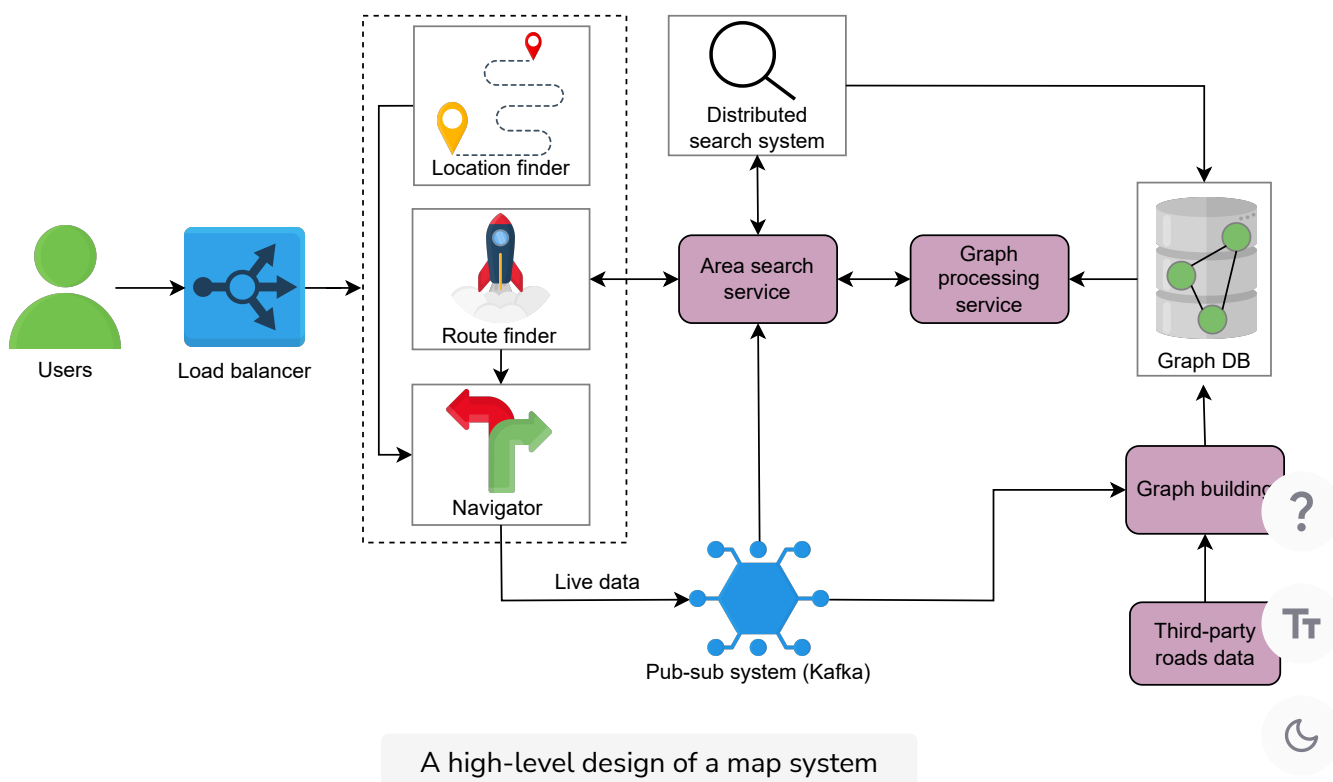 Distributed
search system
Location finder
Area search
service
Graph
processing
service
Route finder
Graph DB
Users
Load balancer
Navigator
Graph building
?
Live data
Third-party
roads data
TT
Pub-sub system (Kafka)
A high-level design of a map system